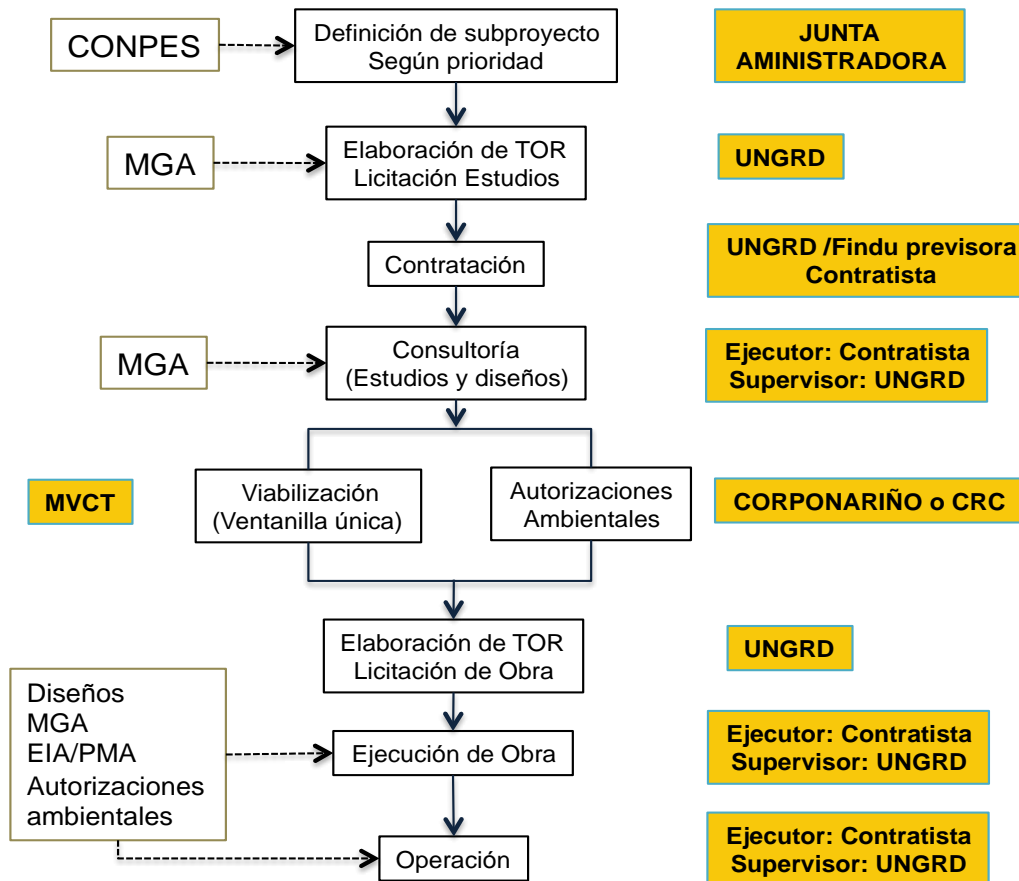 CONPES
Definición de subproyecto
Según prioridad
JUNTA
AMINISTRADORA
MGA
Elaboración de TOR
Licitación Estudios
UNGRD
Contratación
UNGRD /Findu previsora
Contratista
MGA
Consultoría
(Estudios y diseños)
Ejecutor: Contratista
Supervisor: UNGRD
MVCT
Viabilización
(Ventanilla única)
Autorizaciones
Ambientales
CORPONARIÑO o CRC
Elaboración de TOR
Licitación de Obra
UNGRD
Diseños
MGA
EIA/PMA
Autorizaciones
ambientales
Ejecución de Obra
Ejecutor: Contratista
Supervisor: UNGRD
Operación
Ejecutor: Contratista
Supervisor: UNGRD